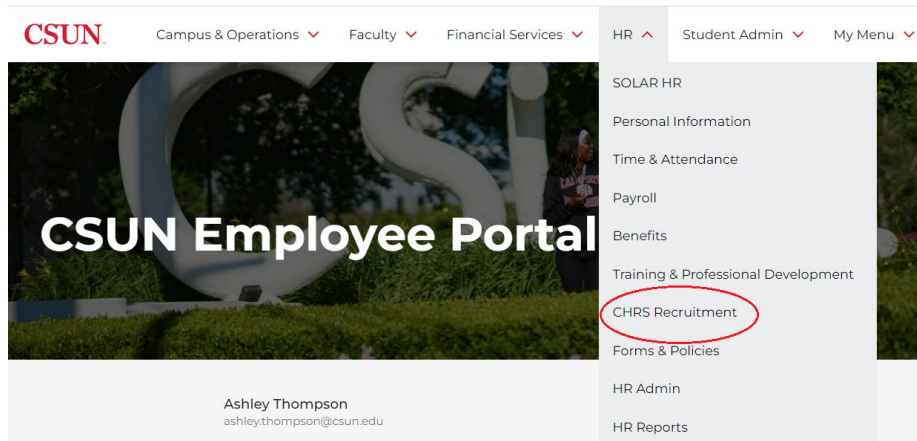 CSUN.
Campus & Operations
Faculty
Financial Services
HR
Student Admin
My Menu
SOLAR HR
Personal Information
Time & Attendance
Payroll
Benefits
Training & Professional Development
CHRS Recruitment
Forms & Policies
HR Admin
HR Reports
CSUN Employee Portal
Ashley Thompson
ashley.thompson@csun.edu